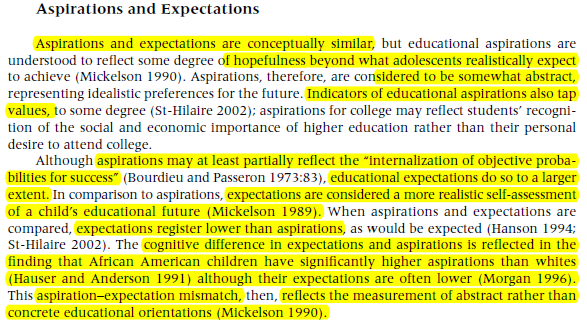 Aspirations and Expectations
Aspirations and expectations are conceptually similar, but educational aspirations are
understood to reflect some degree of hopefulness beyond what adolescents realistically expect
to achieve (Mickelson 1990). Aspirations, therefore, are considered to be somewhat abstract,
representing idealistic preferences for the future. Indicators of educational aspirations also tap
values, to some degree (St-Hilaire 2002); aspirations for college may reflect students' recogni-
tion of the social and economic importance of higher education rather than their personal
desire to attend college.
Although aspirations may at least partially reflect the “internalization of objective proba-
bilities for success” (Bourdieu and Passeron 1973:83), educational expectations do so to a larger
extent. In comparison to aspirations, expectations are considered a more realistic self-assessment
of a child's educational future (Mickelson 1989). When aspirations and expectations are
compared, expectations register lower than aspirations, as would be expected (Hanson 1994;
St-Hilaire 2002). The cognitive difference in expectations and aspirations is reflected in the
finding that African American children have significantly higher aspirations than whites
(Hauser and Anderson 1991) although their expectations are often lower (Morgan 1996).
This aspiration–expectation mismatch, then, reflects the measurement of abstract rather than
concrete educational orientations (Mickelson 1990).